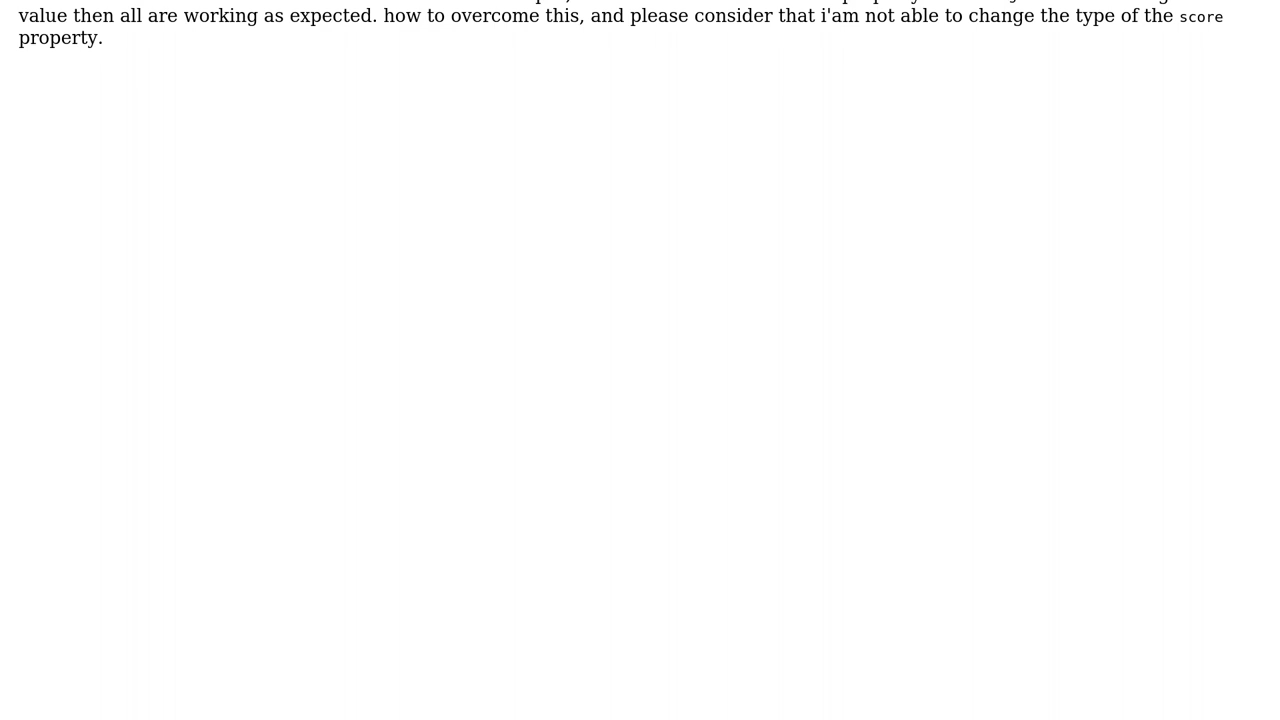 value then all are working as expected. how to overcome this, and please consider that i'am not able to change the type of the score
property.